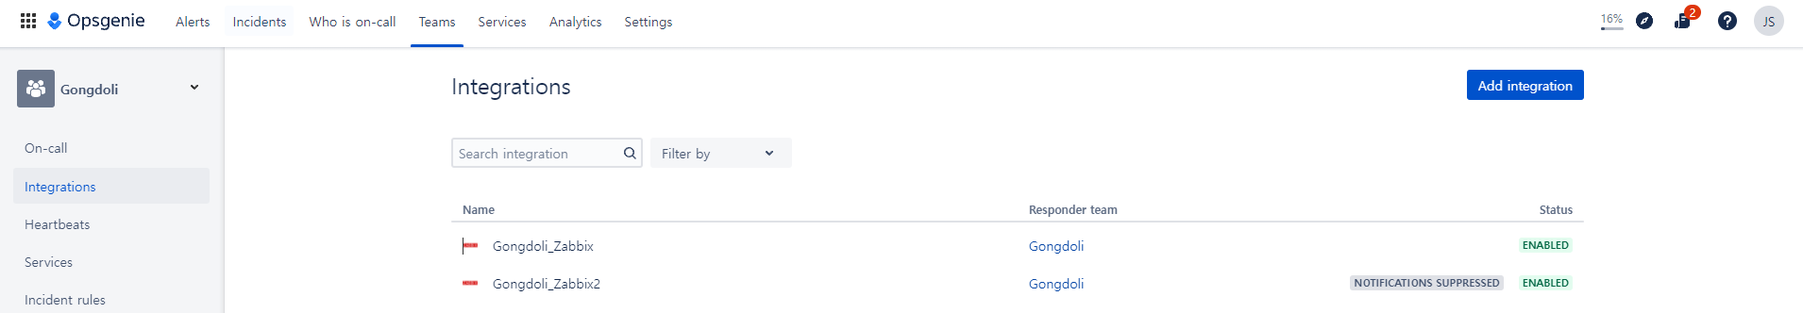 Opsgenie Alerts Incidents Who is on-call Teams Services Analytics Settings 16% 2 JS
Gongdoli
On-call
Integrations
Heartbeats
Services
Incident rules
Integrations Add integration
Search integration Filter by
Name Responder team Status
Gongdoli_Zabbix Gongdoli ENABLED
Gongdoli_Zabbix2 Gongdoli NOTIFICATIONS SUPPRESSED ENABLED